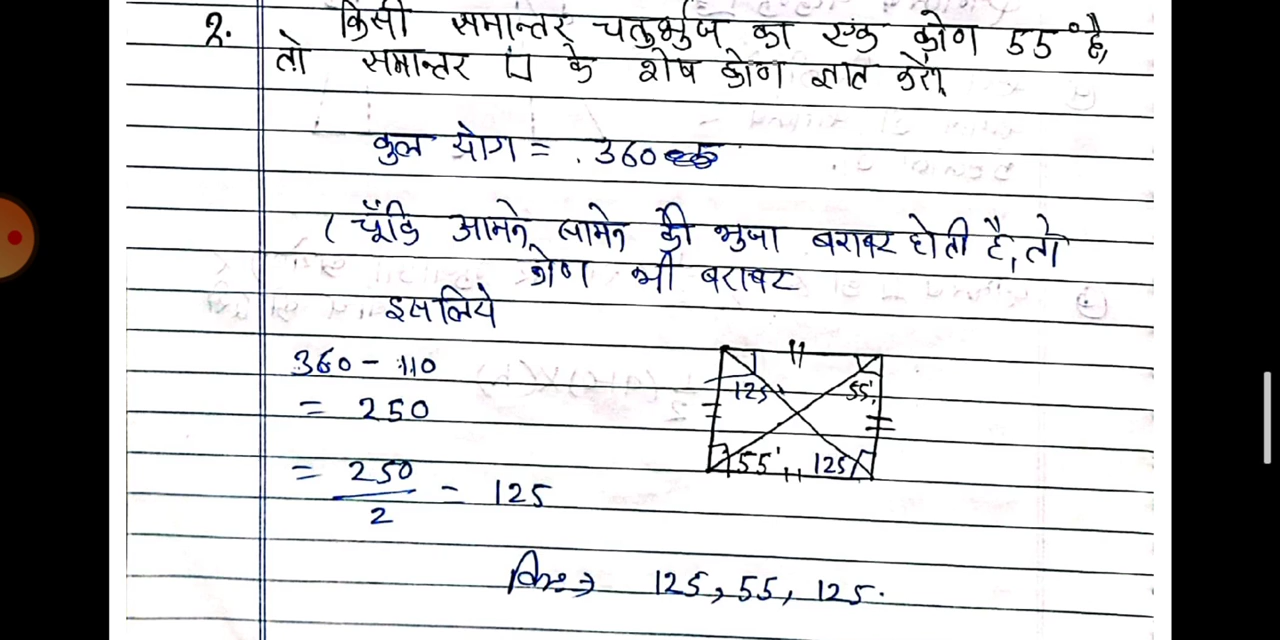 2. किसी समान्तर चतुर्भुज का एक कोण 55° है,
तो समान्तर □ के शेष कोण ज्ञात करें।
कुल योग = 360
( चूँकि आमने सामने की भुजा बराबर होती है, तो
कोण भी बराबर
इसलिये
360 - 110
= 250
= 250/2 = 125
125 55
55 125
125, 55, 125.